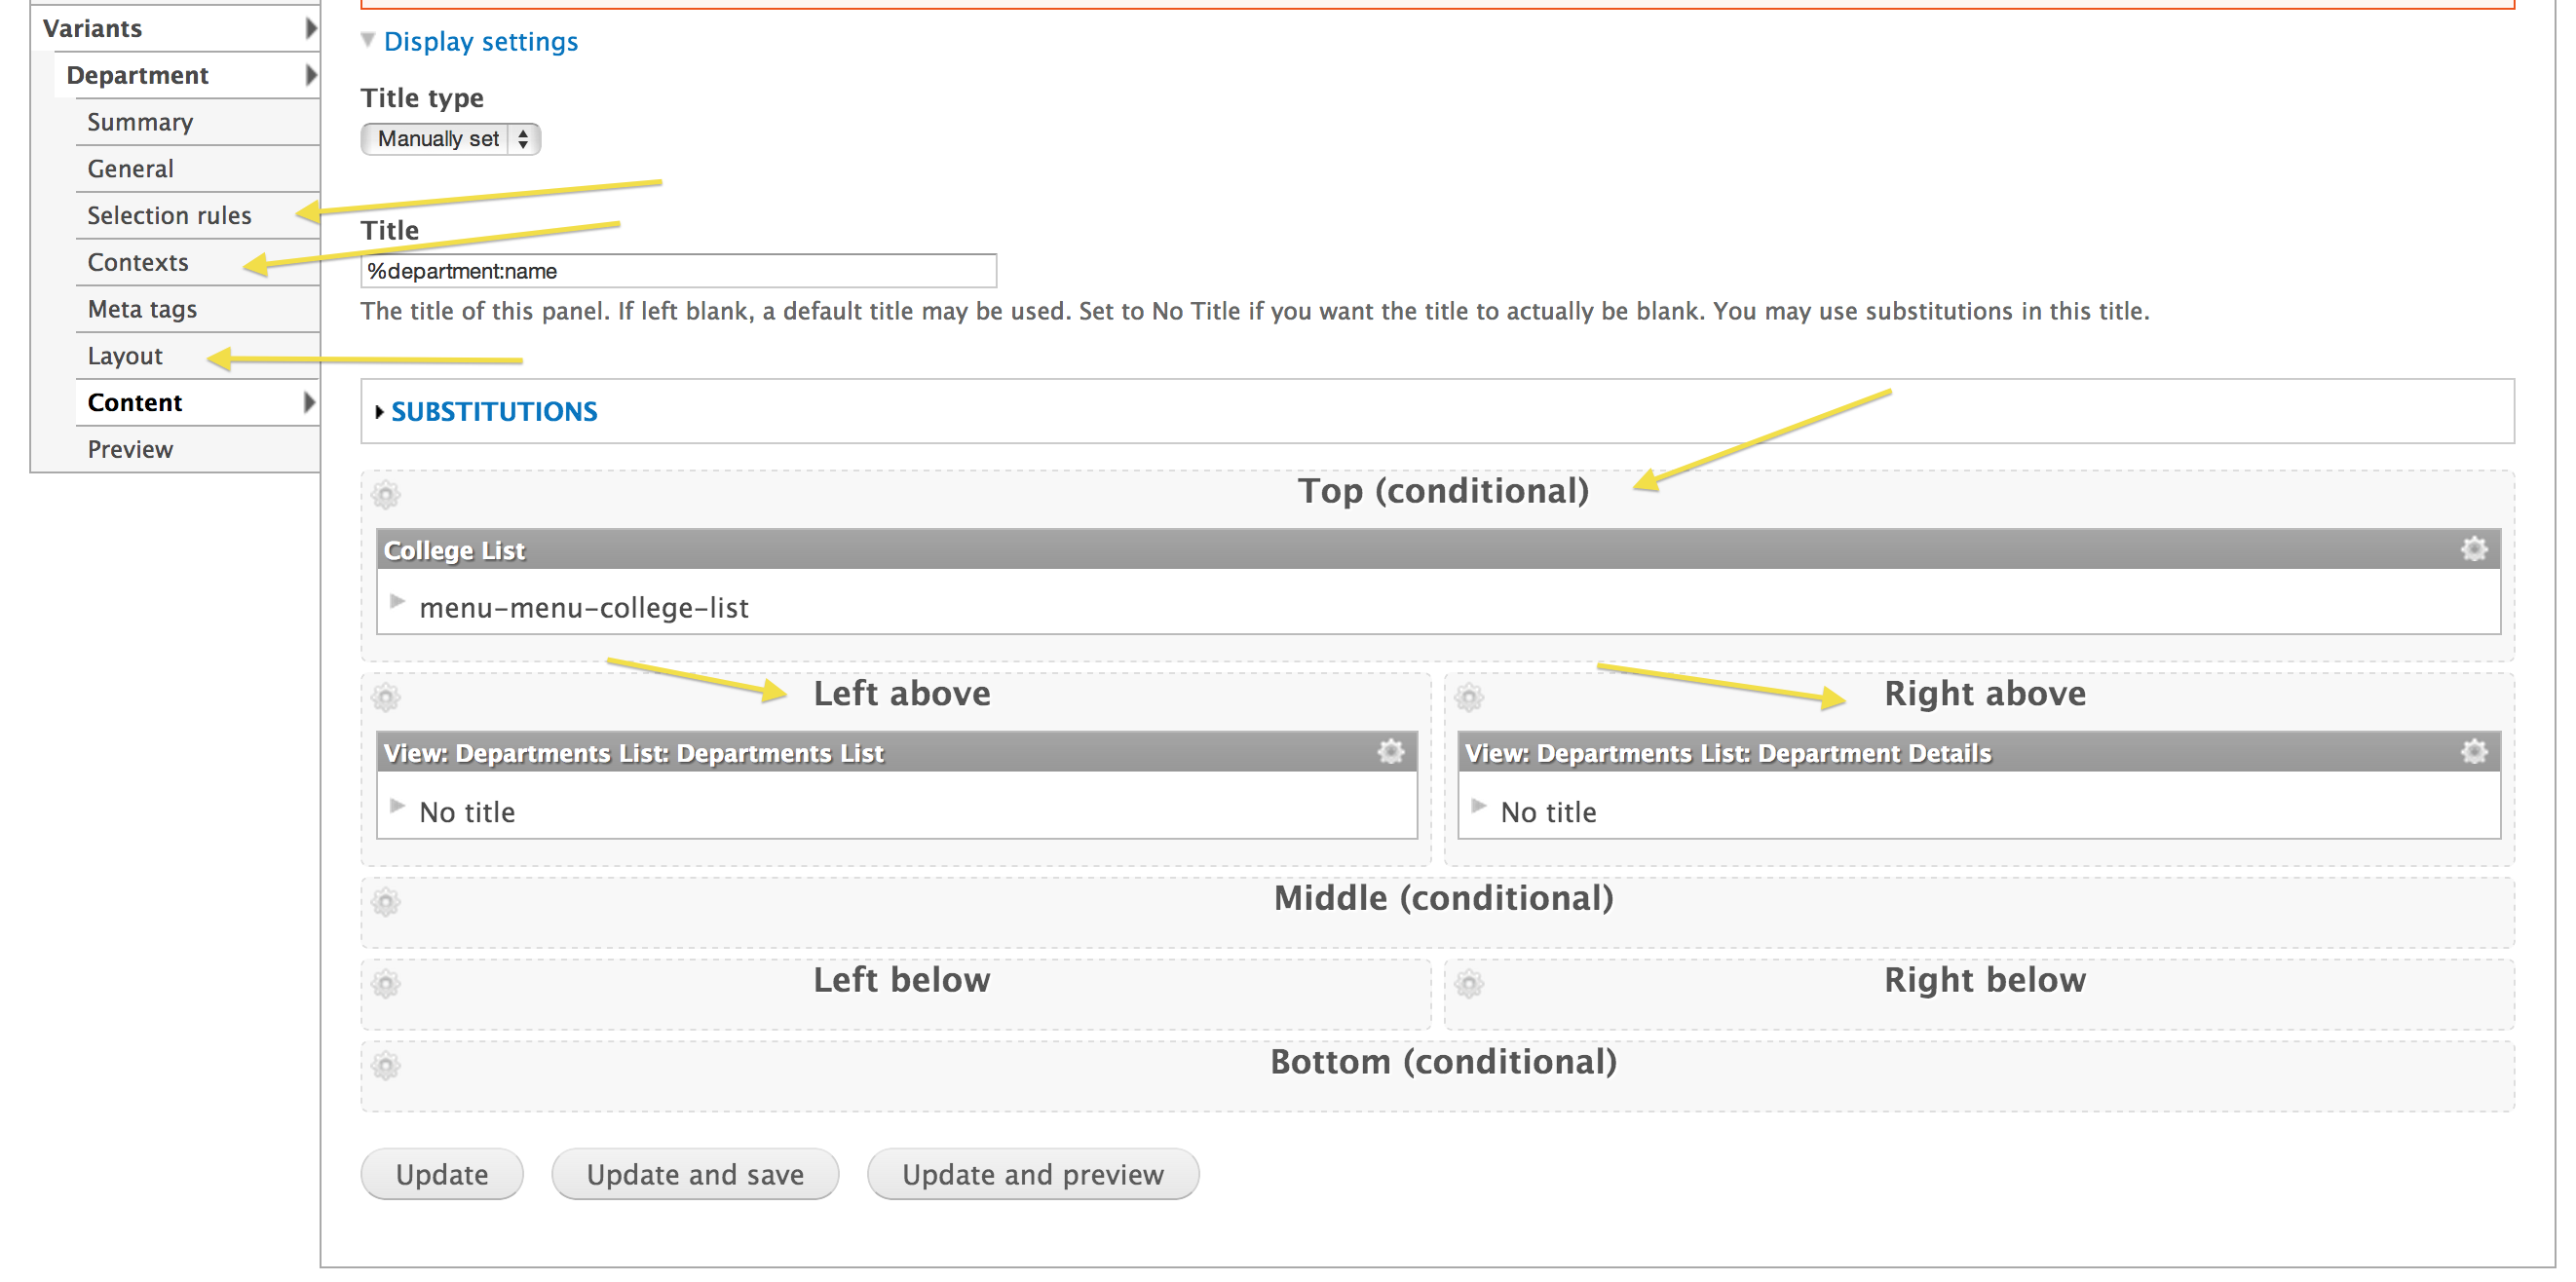 Variants
Department
Summary
General
Selection rules
Contexts
Meta tags
Layout
Content
Preview
Display settings
Title type
Manually set
Title
%department:name
The title of this panel. If left blank, a default title may be used. Set to No Title if you want the title to actually be blank. You may use substitutions in this title.
SUBSTITUTIONS
Top (conditional)
College List
menu-menu-college-list
Left above
View: Departments List: Departments List
No title
Right above
View: Departments List: Department Details
No title
Middle (conditional)
Left below
Right below
Bottom (conditional)
Update
Update and save
Update and preview